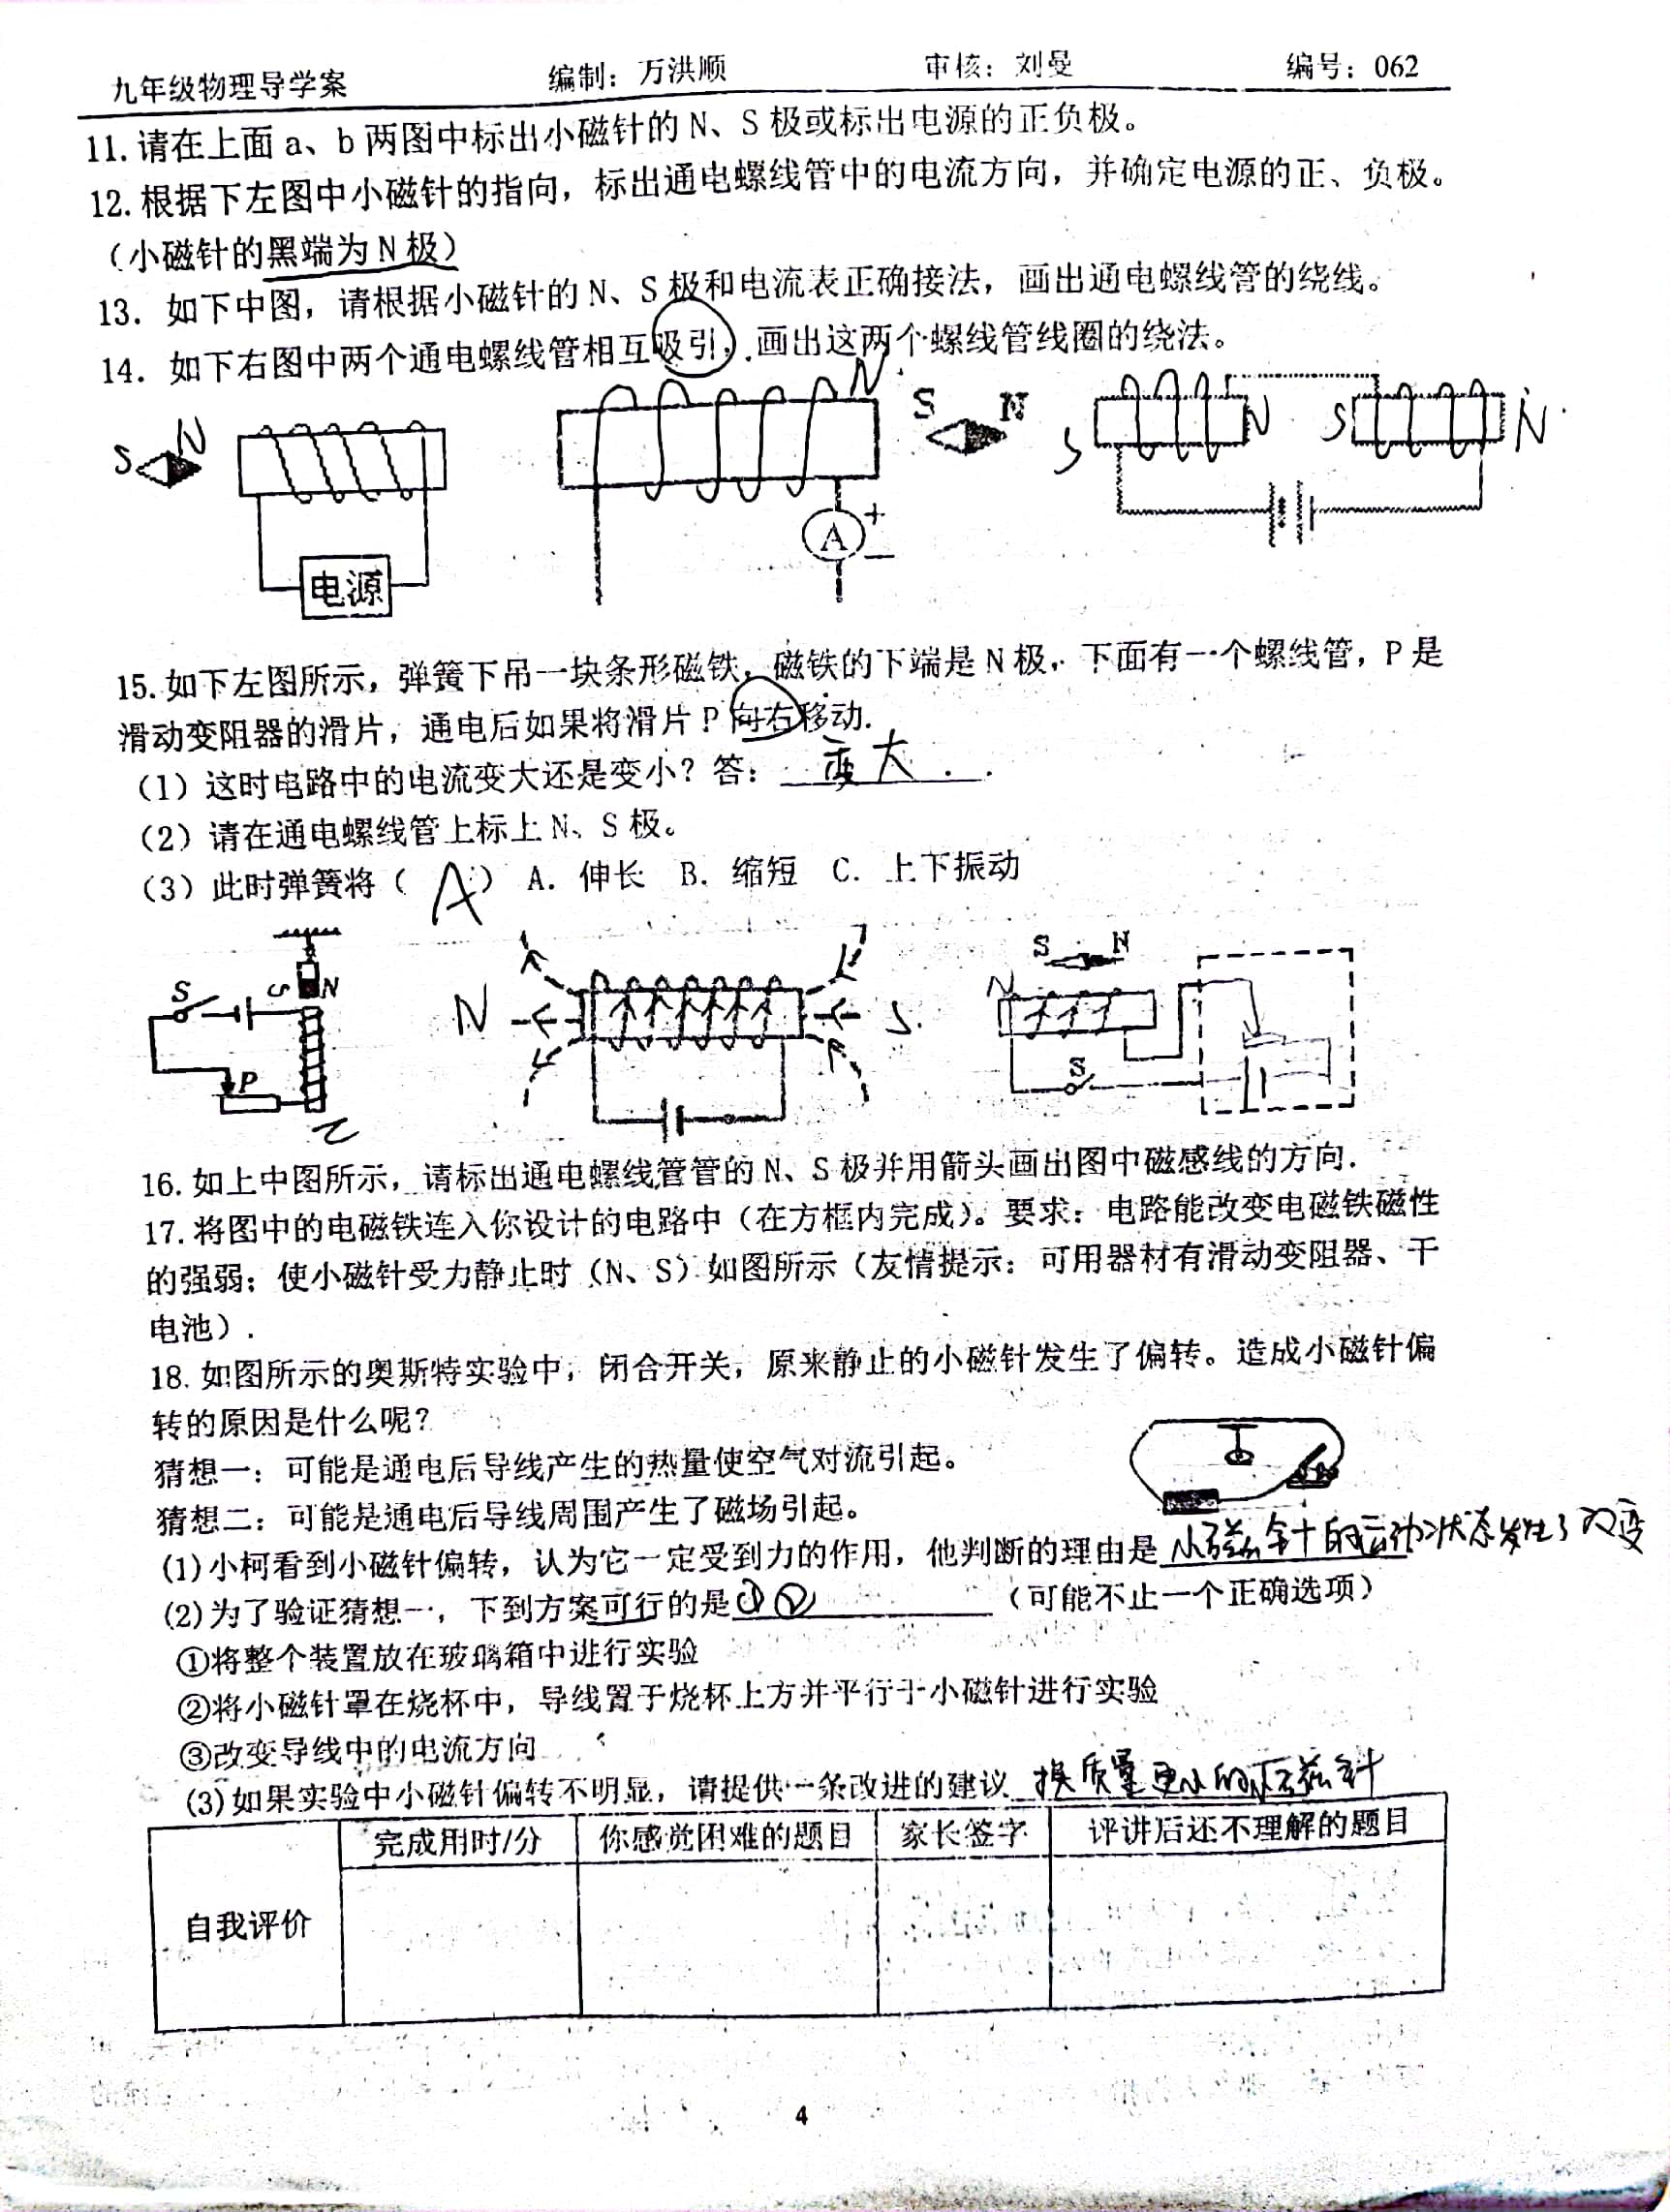 九年级物理导学案 编制：万洪顺 审核：刘曼 编号：062
11.请在上面 a、b 两图中标出小磁针的 N、S 极或标出电源的正负极。
12.根据下左图中小磁针的指向，标出通电螺线管中的电流方向，并确定电源的正、负极。
（小磁针的黑端为 N 极）
13. 如下中图，请根据小磁针的 N、S 极和电流表正确接法，画出通电螺线管的绕线。
14. 如下右图中两个通电螺线管相互吸引，画出这两个螺线管线圈的绕法。
S N N S N S N S N
A + −
电源
15.如下左图所示，弹簧下吊一块条形磁铁，磁铁的下端是 N 极，下面有一个螺线管，P 是
滑动变阻器的滑片，通电后如果将滑片 P 向右移动.
（1）这时电路中的电流变大还是变小？答： 变大 .
（2）请在通电螺线管上标上 N、S 极。
（3）此时弹簧将（ A ） A. 伸长 B. 缩短 C. 上下振动
S N
S S N N S N
P S
16.如上中图所示，请标出通电螺线管管的 N、S 极并用箭头画出图中磁感线的方向.
17.将图中的电磁铁连入你设计的电路中（在方框内完成）。要求：电路能改变电磁铁磁性
的强弱；使小磁针受力静止时（N、S）如图所示（友情提示：可用器材有滑动变阻器、干
电池）.
18.如图所示的奥斯特实验中，闭合开关，原来静止的小磁针发生了偏转。造成小磁针偏
转的原因是什么呢？
猜想一：可能是通电后导线产生的热量使空气对流引起。
猜想二：可能是通电后导线周围产生了磁场引起。
(1)小柯看到小磁针偏转，认为它一定受到力的作用，他判断的理由是 小磁针的运动状态发生了改变
(2)为了验证猜想一，下到方案可行的是 ①② （可能不止一个正确选项）
①将整个装置放在玻璃箱中进行实验
②将小磁针罩在烧杯中，导线置于烧杯上方并平行于小磁针进行实验
③改变导线中的电流方向
(3)如果实验中小磁针偏转不明显，请提供一条改进的建议 换质量更小的小磁针
完成用时/分 你感觉困难的题目 家长签字 评讲后还不理解的题目
自我评价
4